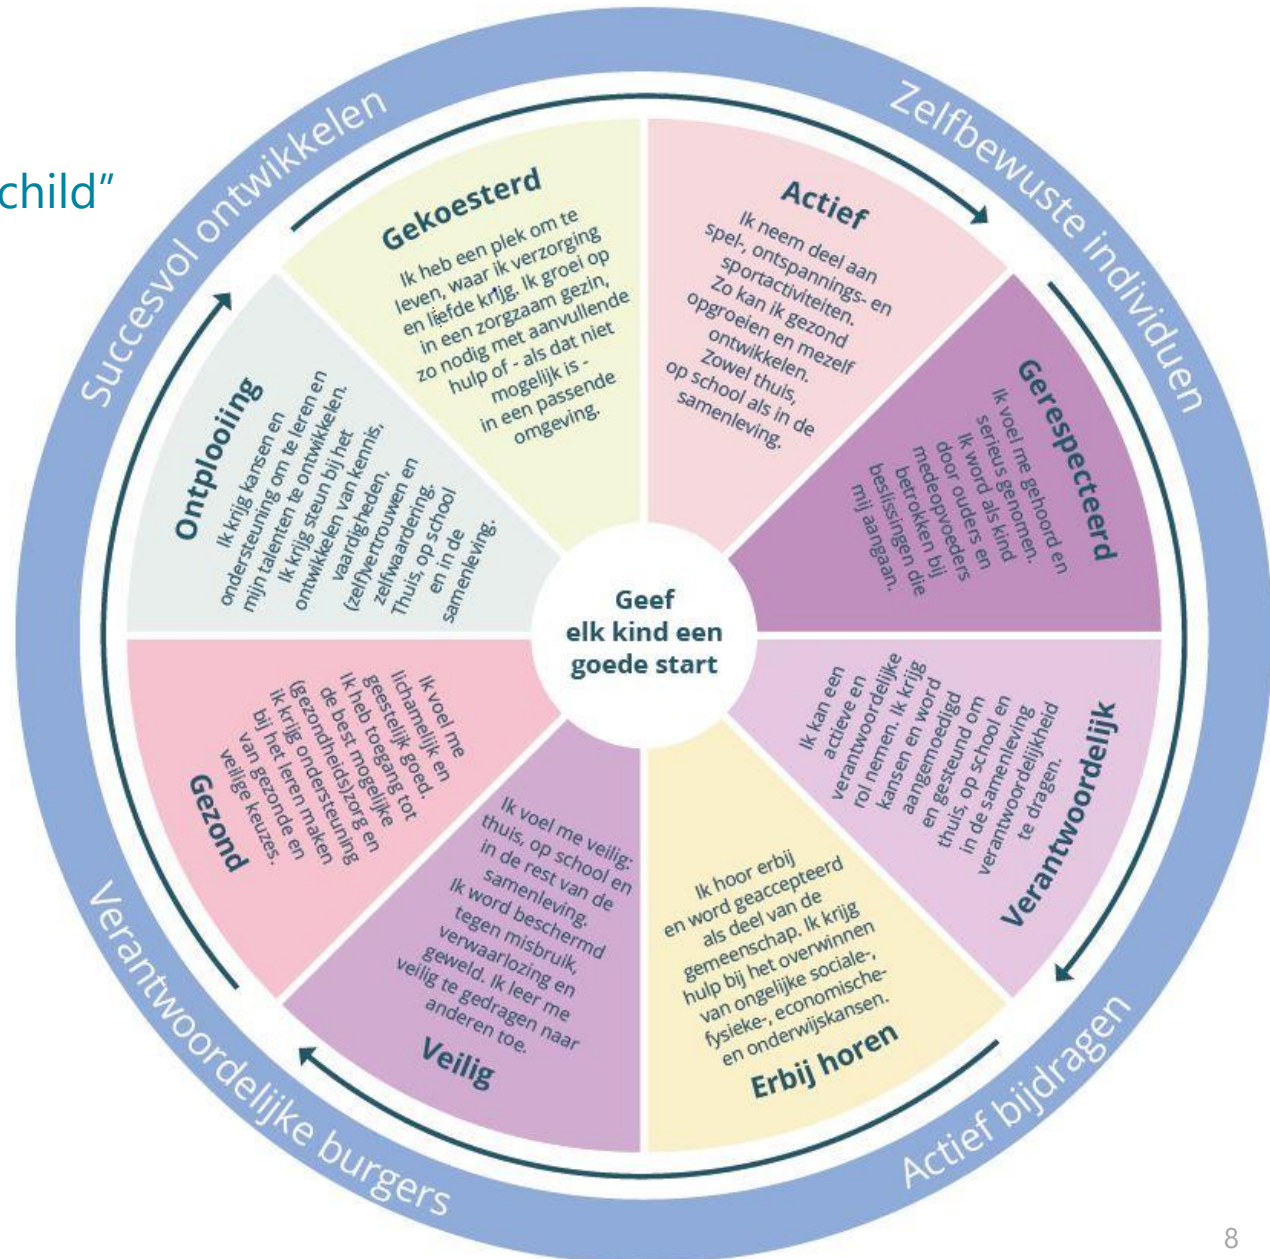 child”
Succesvol ontwikkelen
Zelfbewuste individuen
Actief bijdragen
Verantwoordelijke burgers
Gekoesterd
Ik heb een plek om te
leven, waar ik verzorging
en liefde krijg. Ik groei op
in een zorgzaam gezin,
zo nodig met aanvullende
hulp of - als dat niet
mogelijk is -
in een passende
omgeving.
Actief
Ik neem deel aan
spel-, ontspannings- en
sportactiviteiten.
Zo kan ik gezond
opgroeien en mezelf
ontwikkelen.
Zowel thuis,
op school als in de
samenleving.
Gerespecteerd
Ik voel me gehoord en
serieus genomen.
Ik word als kind
door ouders en
medeopvoeders
betrokken bij
beslissingen die
mij aangaan.
Verantwoordelijk
Ik kan een
actieve en
verantwoordelijke
rol nemen. Ik krijg
kansen en word
aangemoedigd
en gesteund om
thuis, op school en
in de samenleving
verantwoordelijkheid
te dragen.
Ik hoor erbij
en word geaccepteerd
als deel van de
gemeenschap. Ik krijg
hulp bij het overwinnen
van ongelijke sociale-,
fysieke-, economische-
en onderwijskansen.
Erbij horen
Ik voel me veilig:
thuis, op school en
in de rest van de
samenleving.
Ik word beschermd
tegen misbruik,
verwaarlozing en
geweld. Ik leer me
veilig te gedragen naar
anderen toe.
Veilig
Ik voel me
lichamelijk en
geestelijk goed.
Ik heb toegang tot
de best mogelijke
(gezondheids)zorg en
ik krijg ondersteuning
bij het leren maken
van gezonde en
veilige keuzes.
Gezond
Ontplooiing
Ik krijg kansen en
ondersteuning om te leren en
mijn talenten te ontwikkelen.
Ik krijg steun bij het
ontwikkelen van kennis,
vaardigheden,
(zelf)vertrouwen en
zelfwaardering.
Thuis, op school
en in de
samenleving.
Geef
elk kind een
goede start
8